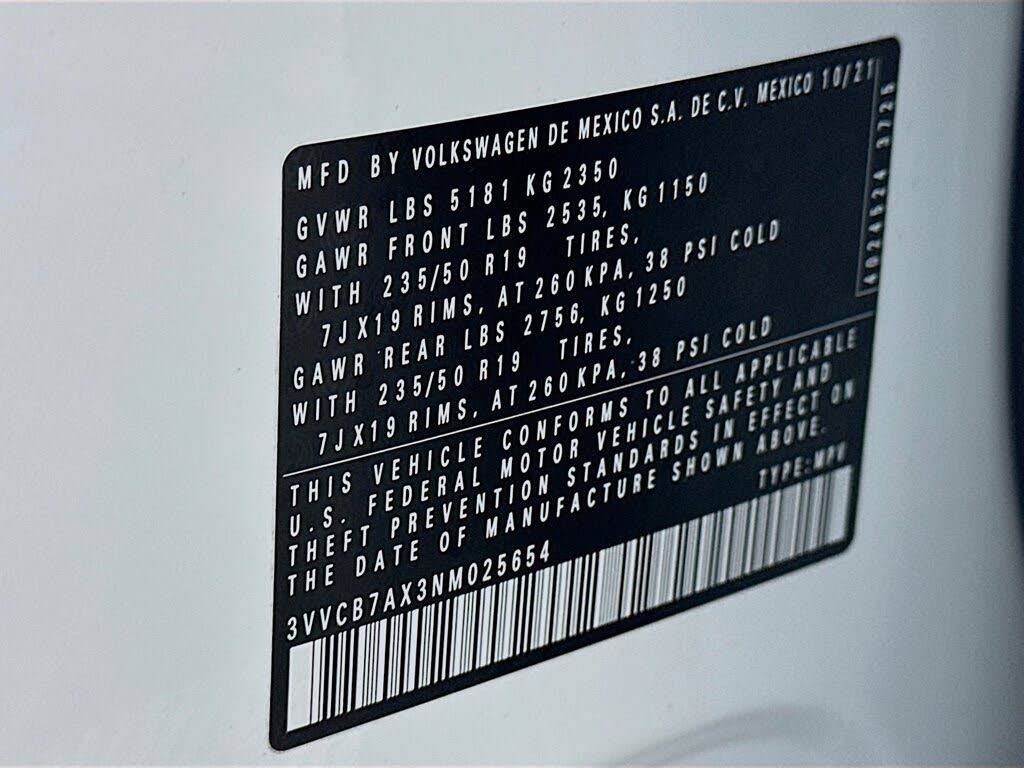 MFD BY VOLKSWAGEN DE MEXICO S.A. DE C.V. MEXICO 10/21
GVWR LBS 5181 KG 2350
GAWR FRONT LBS 2535, KG 1150
WITH 235/50 R19 TIRES,
7J X19 RIMS, AT 260 KPA, 38 PSI COLD
GAWR REAR LBS 2756, KG 1250
WITH 235/50 R19 TIRES,
7J X19 RIMS, AT 260 KPA, 38 PSI COLD
THIS VEHICLE CONFORMS TO ALL APPLICABLE
U.S. FEDERAL MOTOR VEHICLE SAFETY AND
THEFT PREVENTION STANDARDS IN EFFECT ON
THE DATE OF MANUFACTURE SHOWN ABOVE.
TYPE:MPV
3VVCB7AX3NM025654